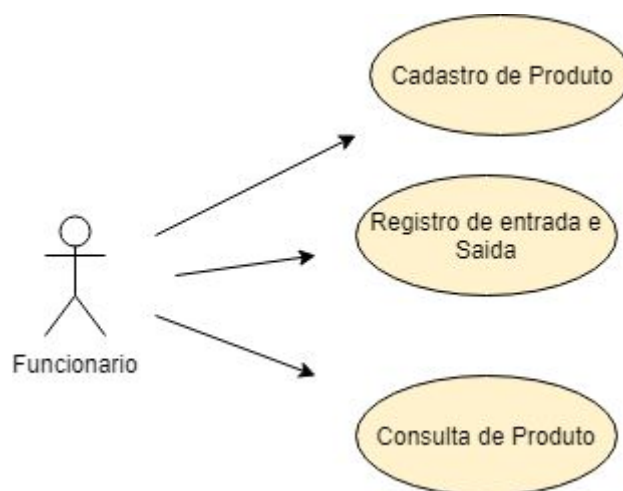 Cadastro de Produto
Registro de entrada e
Saida
Funcionario
Consulta de Produto